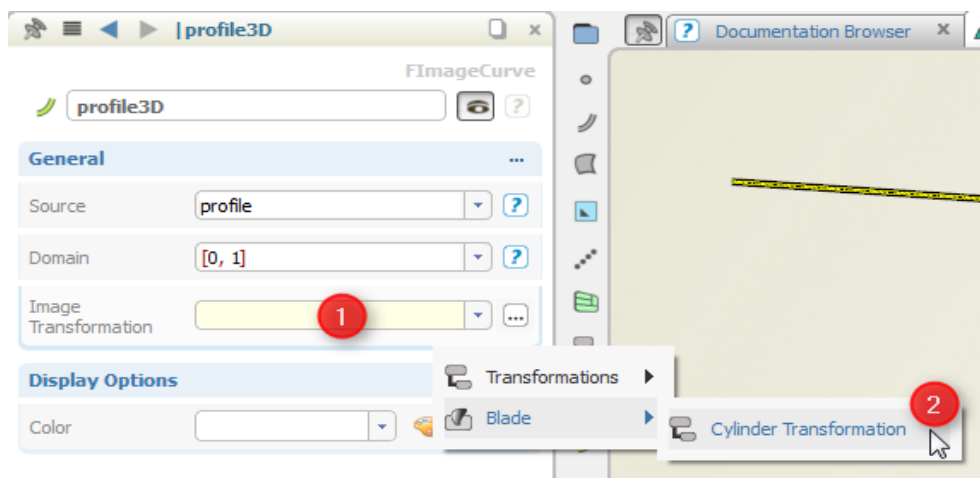 |profile3D
Documentation Browser
FImageCurve
profile3D
General
Source
profile
Domain
[0, 1]
Image
Transformation
1
Display Options
Transformations
Color
Blade
2
Cylinder Transformation